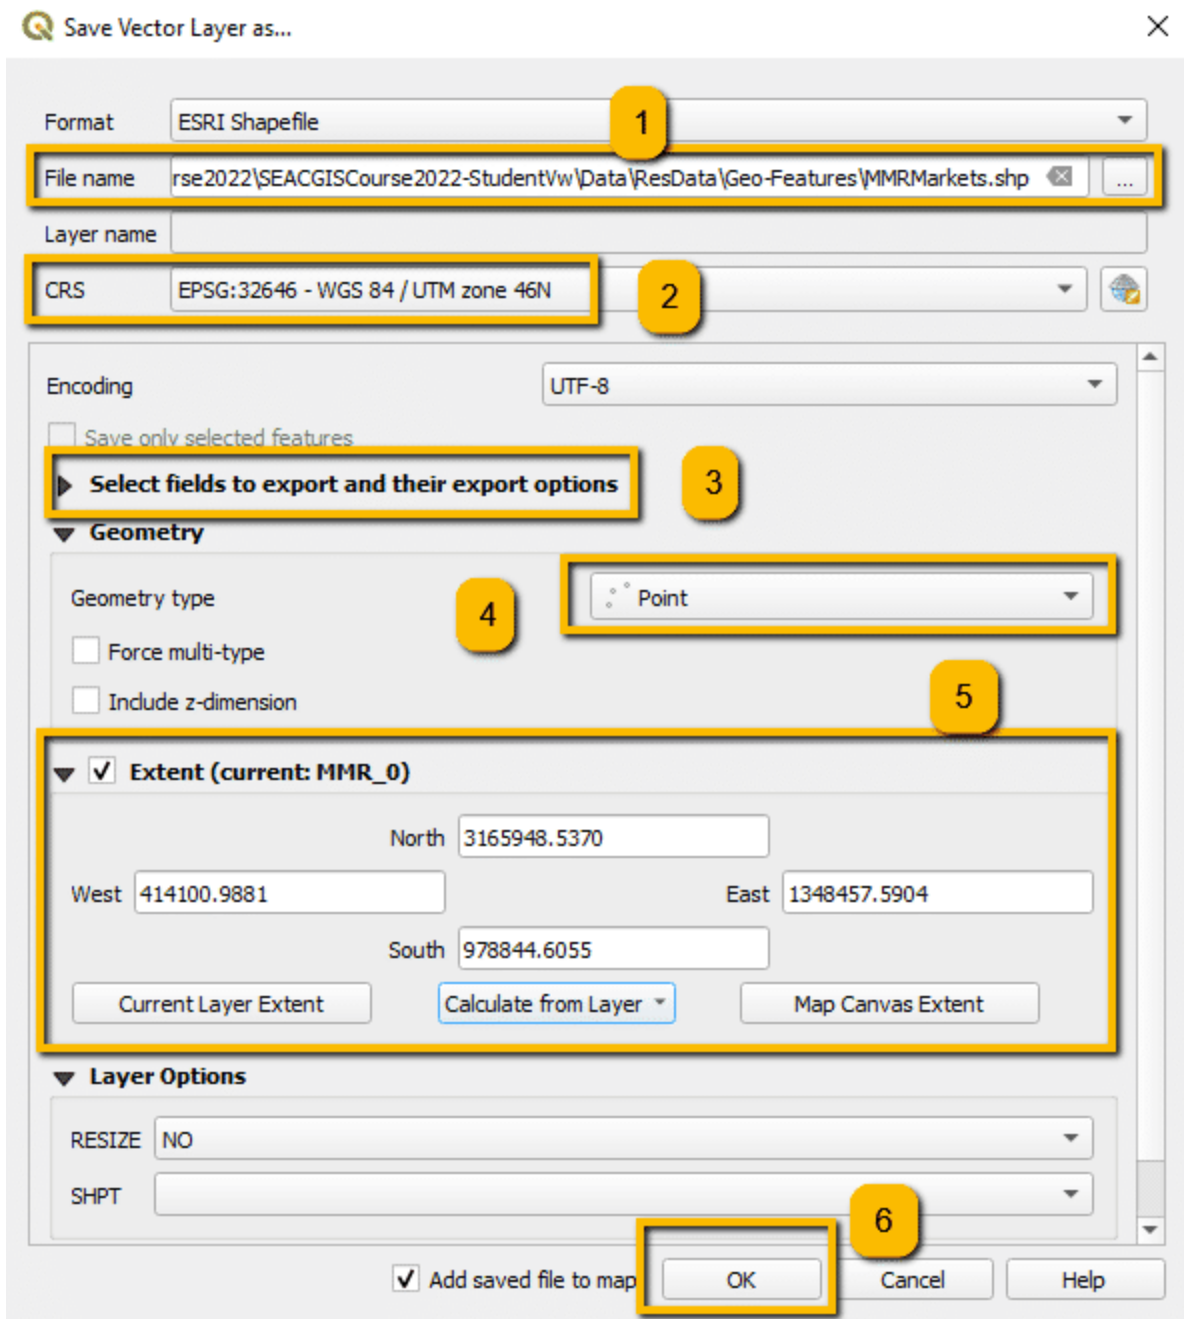 Save Vector Layer as...
Format ESRI Shapefile
1
File name rse2022\SEACGISCourse2022-StudentVw\Data\ResData\Geo-Features\MMRMarkets.shp ...
Layer name
CRS EPSG:32646 - WGS 84 / UTM zone 46N
2
Encoding UTF-8
Save only selected features
Select fields to export and their export options
3
Geometry
Geometry type Point
4
Force multi-type
Include z-dimension
5
Extent (current: MMR_0)
North 3165948.5370
West 414100.9881 East 1348457.5904
South 978844.6055
Current Layer Extent Calculate from Layer Map Canvas Extent
Layer Options
RESIZE NO
SHPT
6
Add saved file to map OK Cancel Help